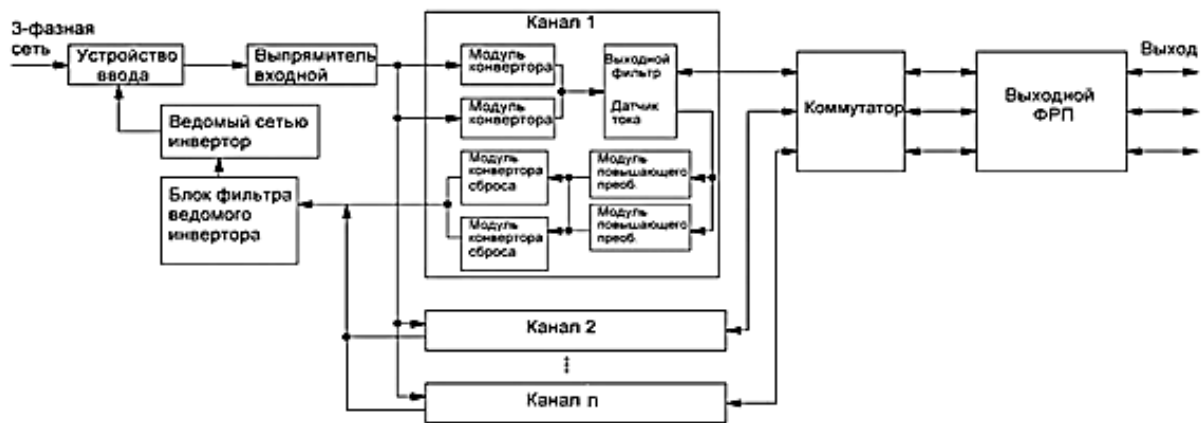 3-фазная
сеть
Устройство
ввода
Выпрямитель
входной
Канал 1
Модуль
конвертора
Модуль
конвертора
Выходной
фильтр
Датчик
тока
Коммутатор
Выходной
ФРП
Выход
Ведомый сетью
инвертор
Блок фильтра
ведомого
инвертора
Модуль
конвертора
сброса
Модуль
повышающего
преоб.
Модуль
конвертора
сброса
Модуль
повышающего
преоб.
Канал 2
Канал n